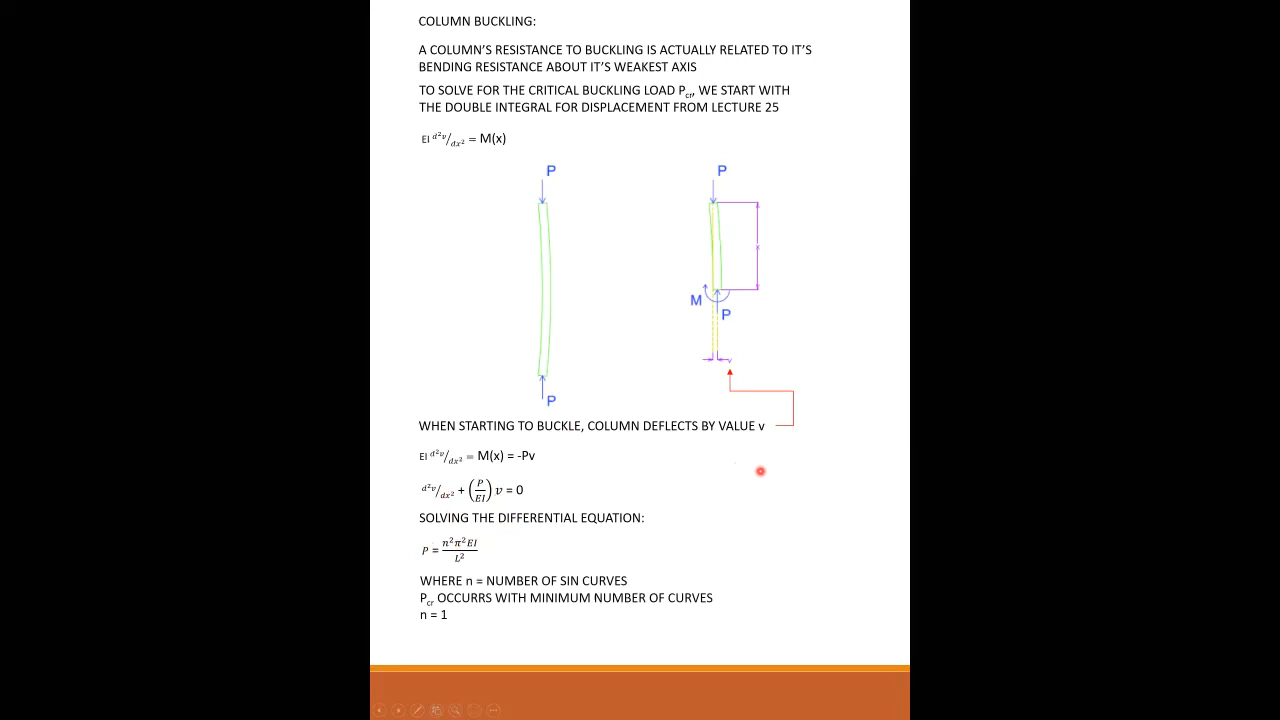 COLUMN BUCKLING:
A COLUMN'S RESISTANCE TO BUCKLING IS ACTUALLY RELATED TO IT'S
BENDING RESISTANCE ABOUT IT'S WEAKEST AXIS
TO SOLVE FOR THE CRITICAL BUCKLING LOAD Pcr, WE START WITH
THE DOUBLE INTEGRAL FOR DISPLACEMENT FROM LECTURE 25
EI d²v/dx² = M(x)
P P
x
M
P
v
P
WHEN STARTING TO BUCKLE, COLUMN DEFLECTS BY VALUE v
EI d²v/dx² = M(x) = -Pv
d²v/dx² + (P/EI) v = 0
SOLVING THE DIFFERENTIAL EQUATION:
P = n²π²EI/L²
WHERE n = NUMBER OF SIN CURVES
Pcr OCCURRS WITH MINIMUM NUMBER OF CURVES
n = 1